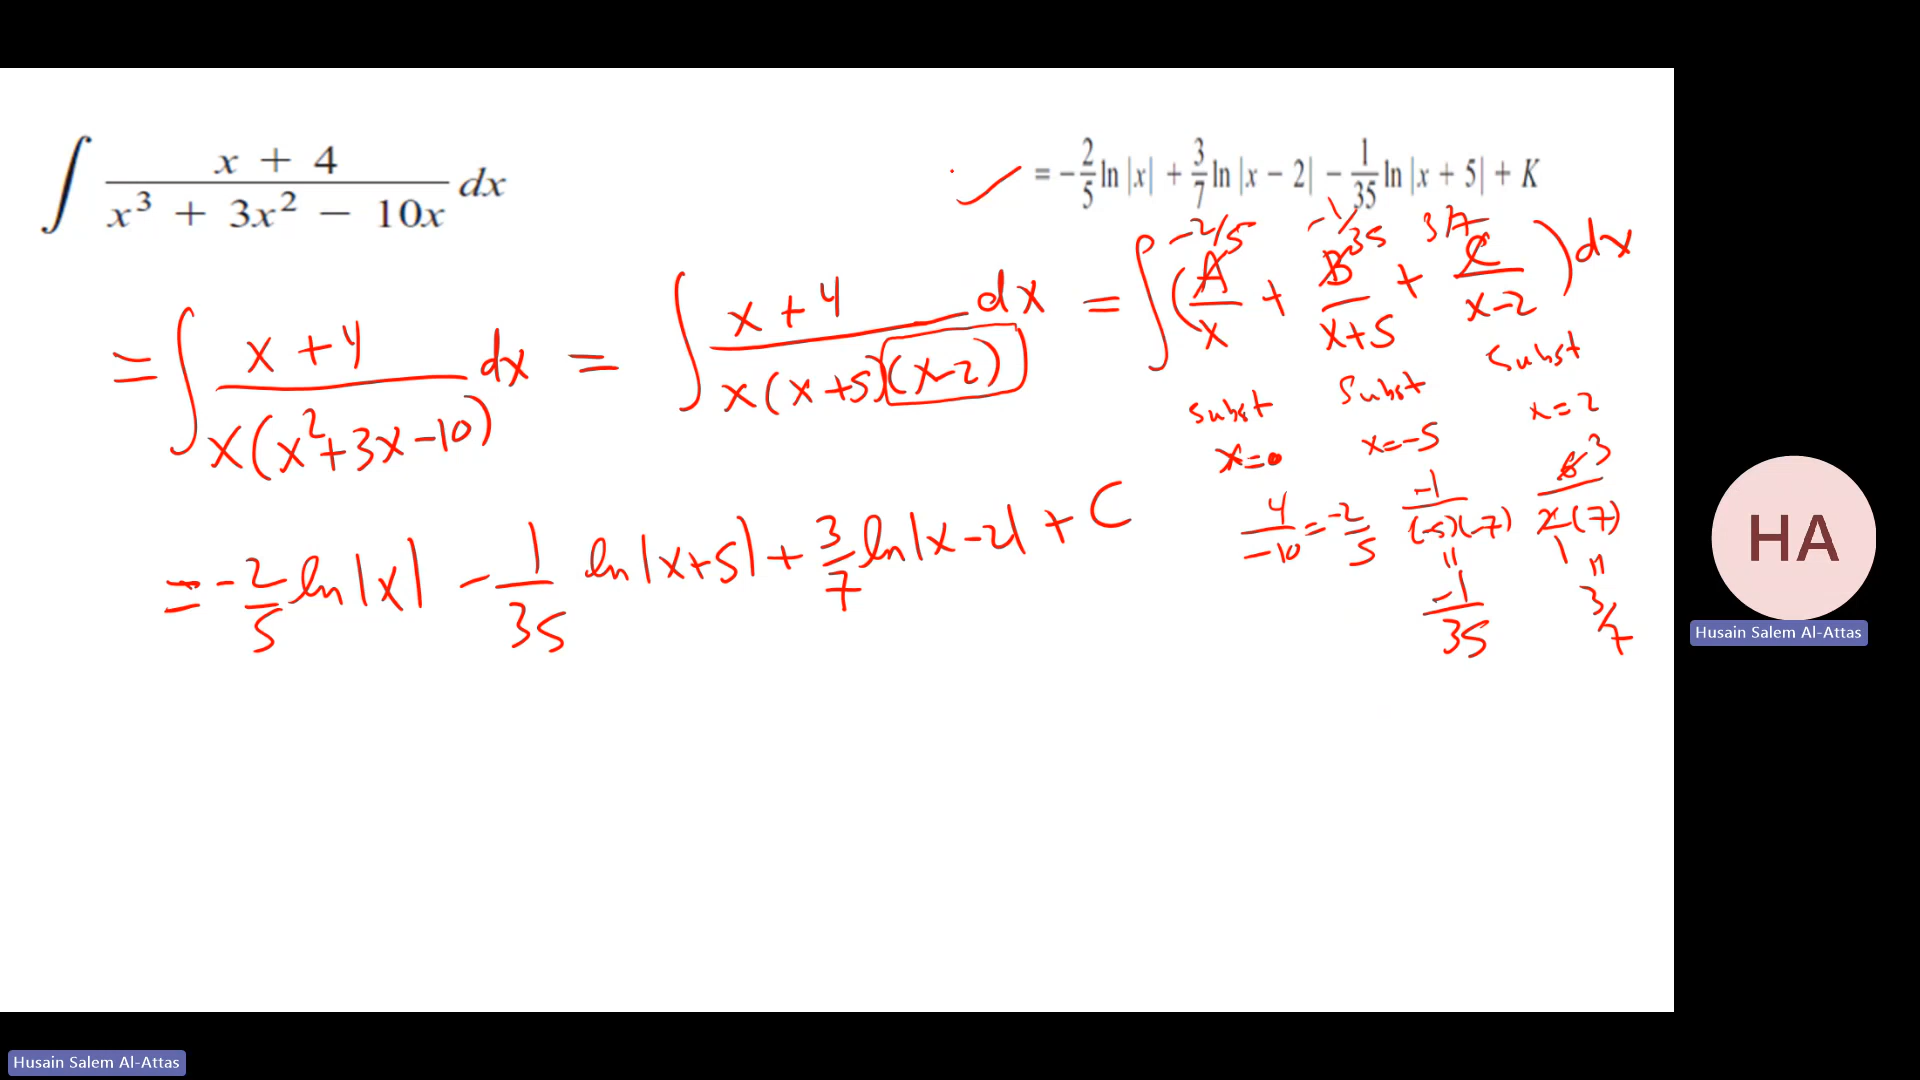 ∫ (x + 4)/(x³ + 3x² − 10x) dx
= −2/5 ln |x| + 3/7 ln |x − 2| − 1/35 ln |x + 5| + K
= ∫ (x+4)/(x(x²+3x−10)) dx = ∫ (x+4)/(x(x+5)(x−2)) dx = ∫ (A/x + B/(x+5) + C/(x−2)) dx
−2/5 −1/35 3/7
Subst x=0
4/−10 = −2/5
Subst x=−5
−1/((−5)(−7)) = −1/35
Subst x=2
6 3/(2(7)) 1 = 3/7
= −2/5 ln|x| − 1/35 ln|x+5| + 3/7 ln|x−2| + C
HA
Husain Salem Al-Attas
Husain Salem Al-Attas